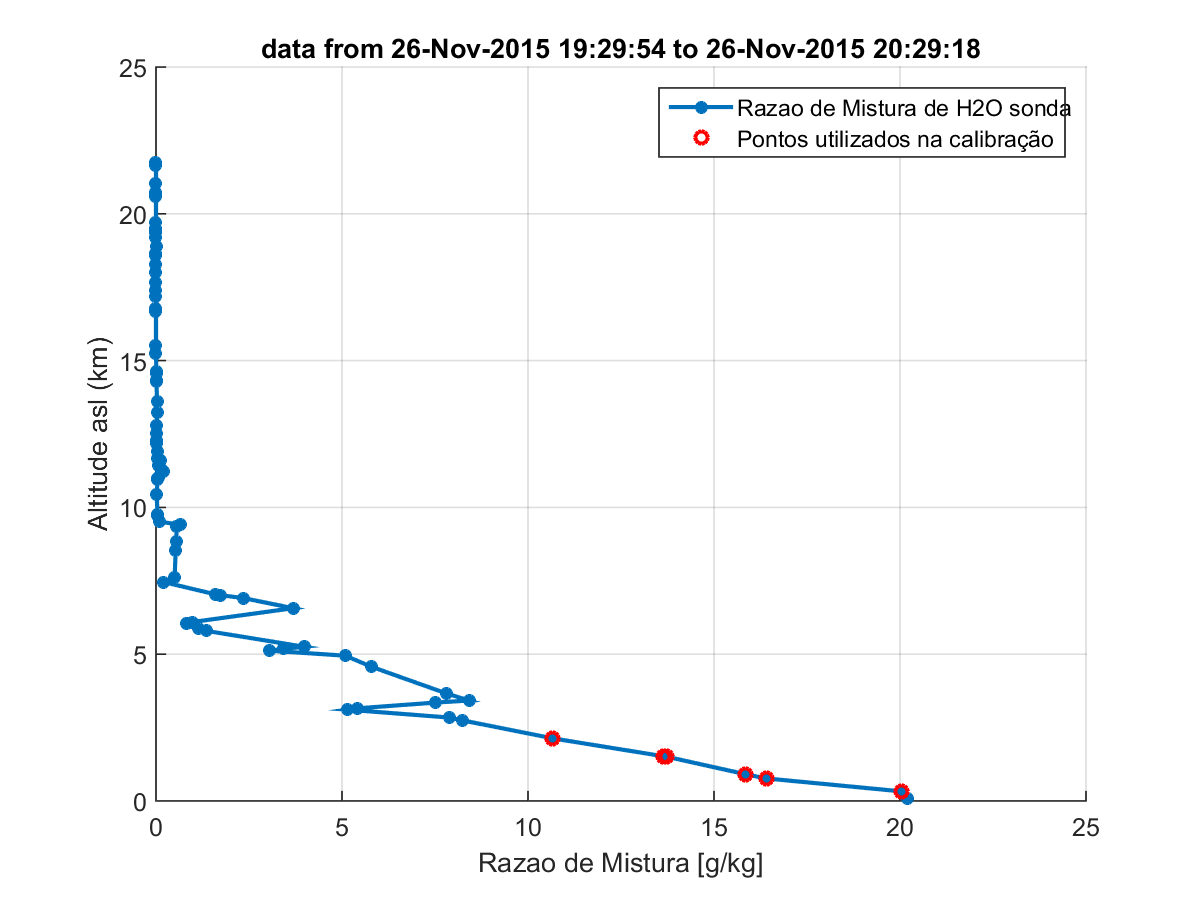 data from 26-Nov-2015 19:29:54 to 26-Nov-2015 20:29:18
Razao de Mistura de H2O sonda
Pontos utilizados na calibração
25
20
15
10
5
0
Altitude asl (km)
0 5 10 15 20 25
Razao de Mistura [g/kg]